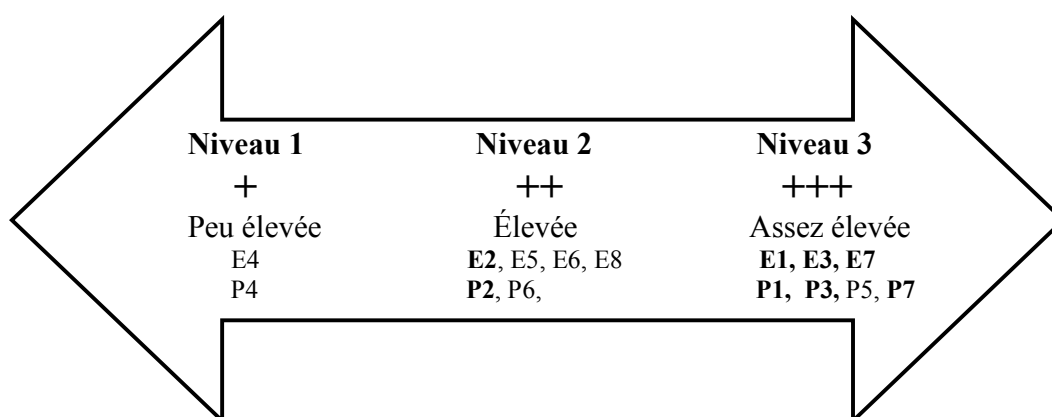 Niveau 1 Niveau 2 Niveau 3
+ ++ +++
Peu élevée Élevée Assez élevée
E4 E2, E5, E6, E8 E1, E3, E7
P4 P2, P6, P1, P3, P5, P7